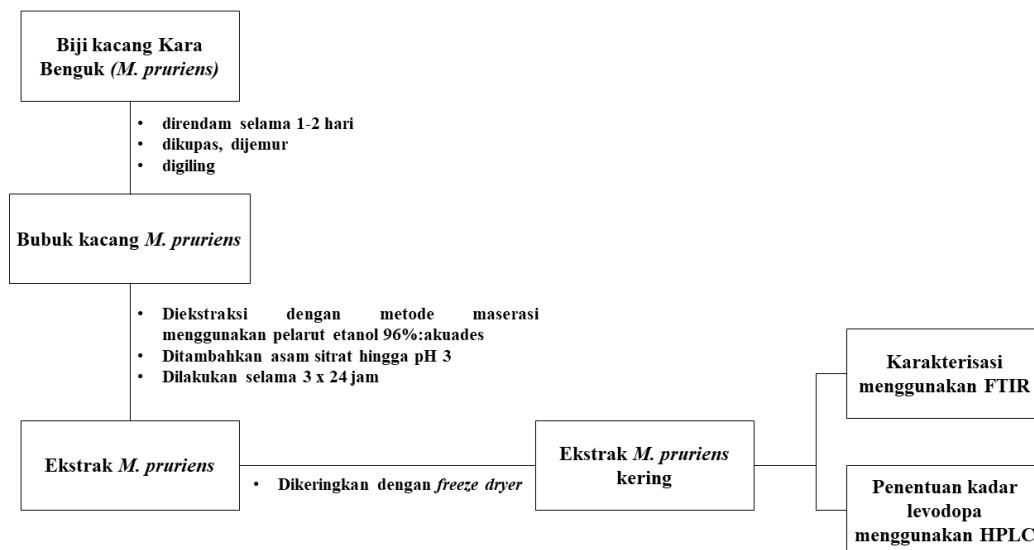 Biji kacang Kara
Benguk (M. pruriens)
• direndam selama 1-2 hari
• dikupas, dijemur
• digiling
Bubuk kacang M. pruriens
• Diekstraksi dengan metode maserasi
menggunakan pelarut etanol 96%:akuades
• Ditambahkan asam sitrat hingga pH 3
• Dilakukan selama 3 x 24 jam
Ekstrak M. pruriens
• Dikeringkan dengan freeze dryer
Ekstrak M. pruriens
kering
Karakterisasi
menggunakan FTIR
Penentuan kadar
levodopa
menggunakan HPLC